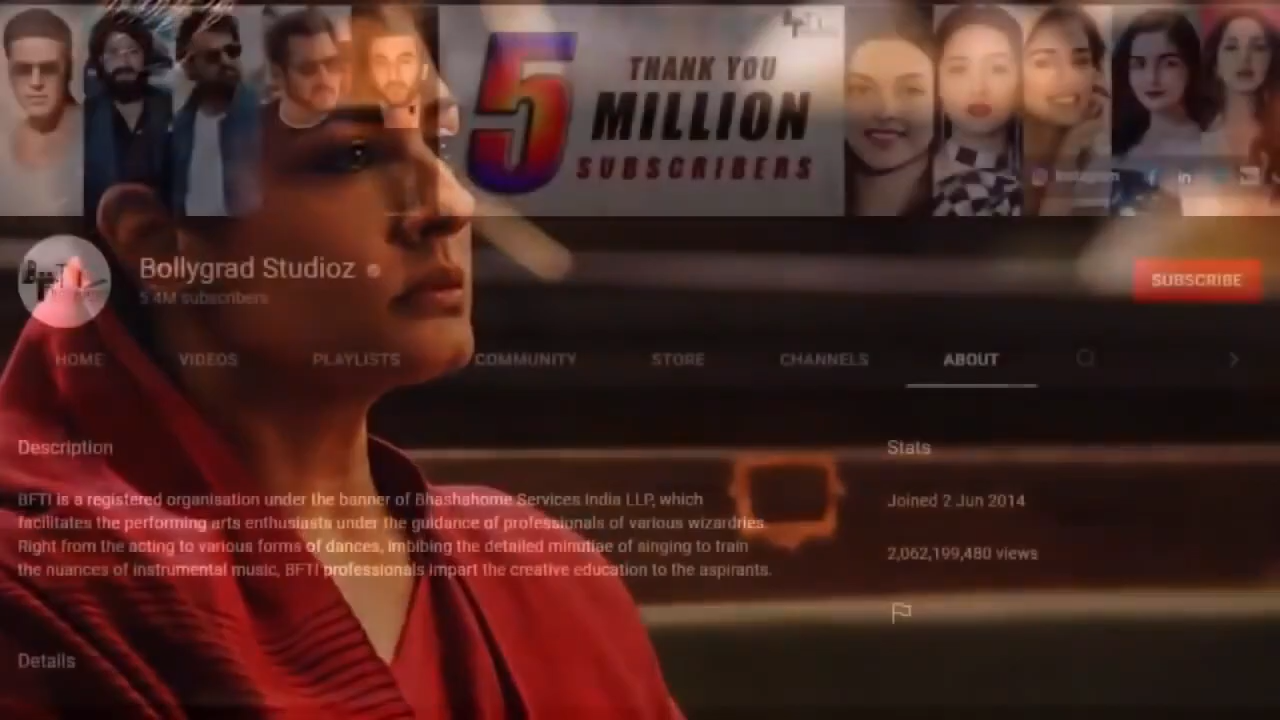 5 THANK YOU
MILLION
SUBSCRIBERS
Instagram f in
Bollygrad Studioz
5.4M subscribers
SUBSCRIBE
HOME VIDEOS PLAYLISTS COMMUNITY STORE CHANNELS ABOUT
Description
Stats
BFTI is a registered organisation under the banner of Bhashahome Services India LLP, which
Joined 2 Jun 2014
facilitates the performing arts enthusiasts under the guidance of professionals of various wizardries.
Right from the acting to various forms of dances, imbibing the detailed minutiae of singing to train
2,062,199,480 views
the nuances of instrumental music, BFTI professionals impart the creative education to the aspirants.
Details